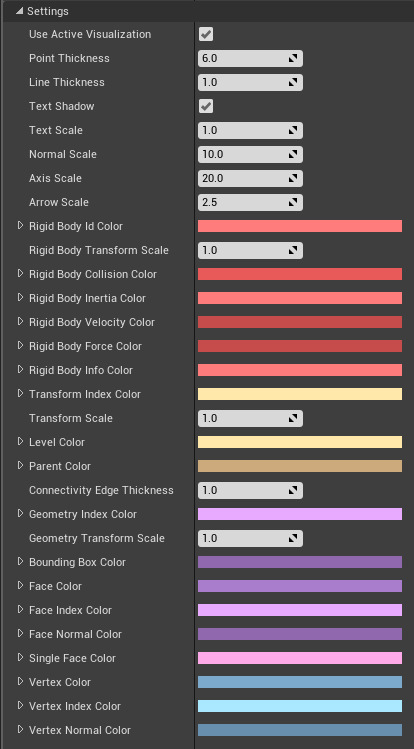 Settings
Use Active Visualization
Point Thickness 6.0
Line Thickness 1.0
Text Shadow
Text Scale 1.0
Normal Scale 10.0
Axis Scale 20.0
Arrow Scale 2.5
Rigid Body Id Color
Rigid Body Transform Scale 1.0
Rigid Body Collision Color
Rigid Body Inertia Color
Rigid Body Velocity Color
Rigid Body Force Color
Rigid Body Info Color
Transform Index Color
Transform Scale 1.0
Level Color
Parent Color
Connectivity Edge Thickness 1.0
Geometry Index Color
Geometry Transform Scale 1.0
Bounding Box Color
Face Color
Face Index Color
Face Normal Color
Single Face Color
Vertex Color
Vertex Index Color
Vertex Normal Color